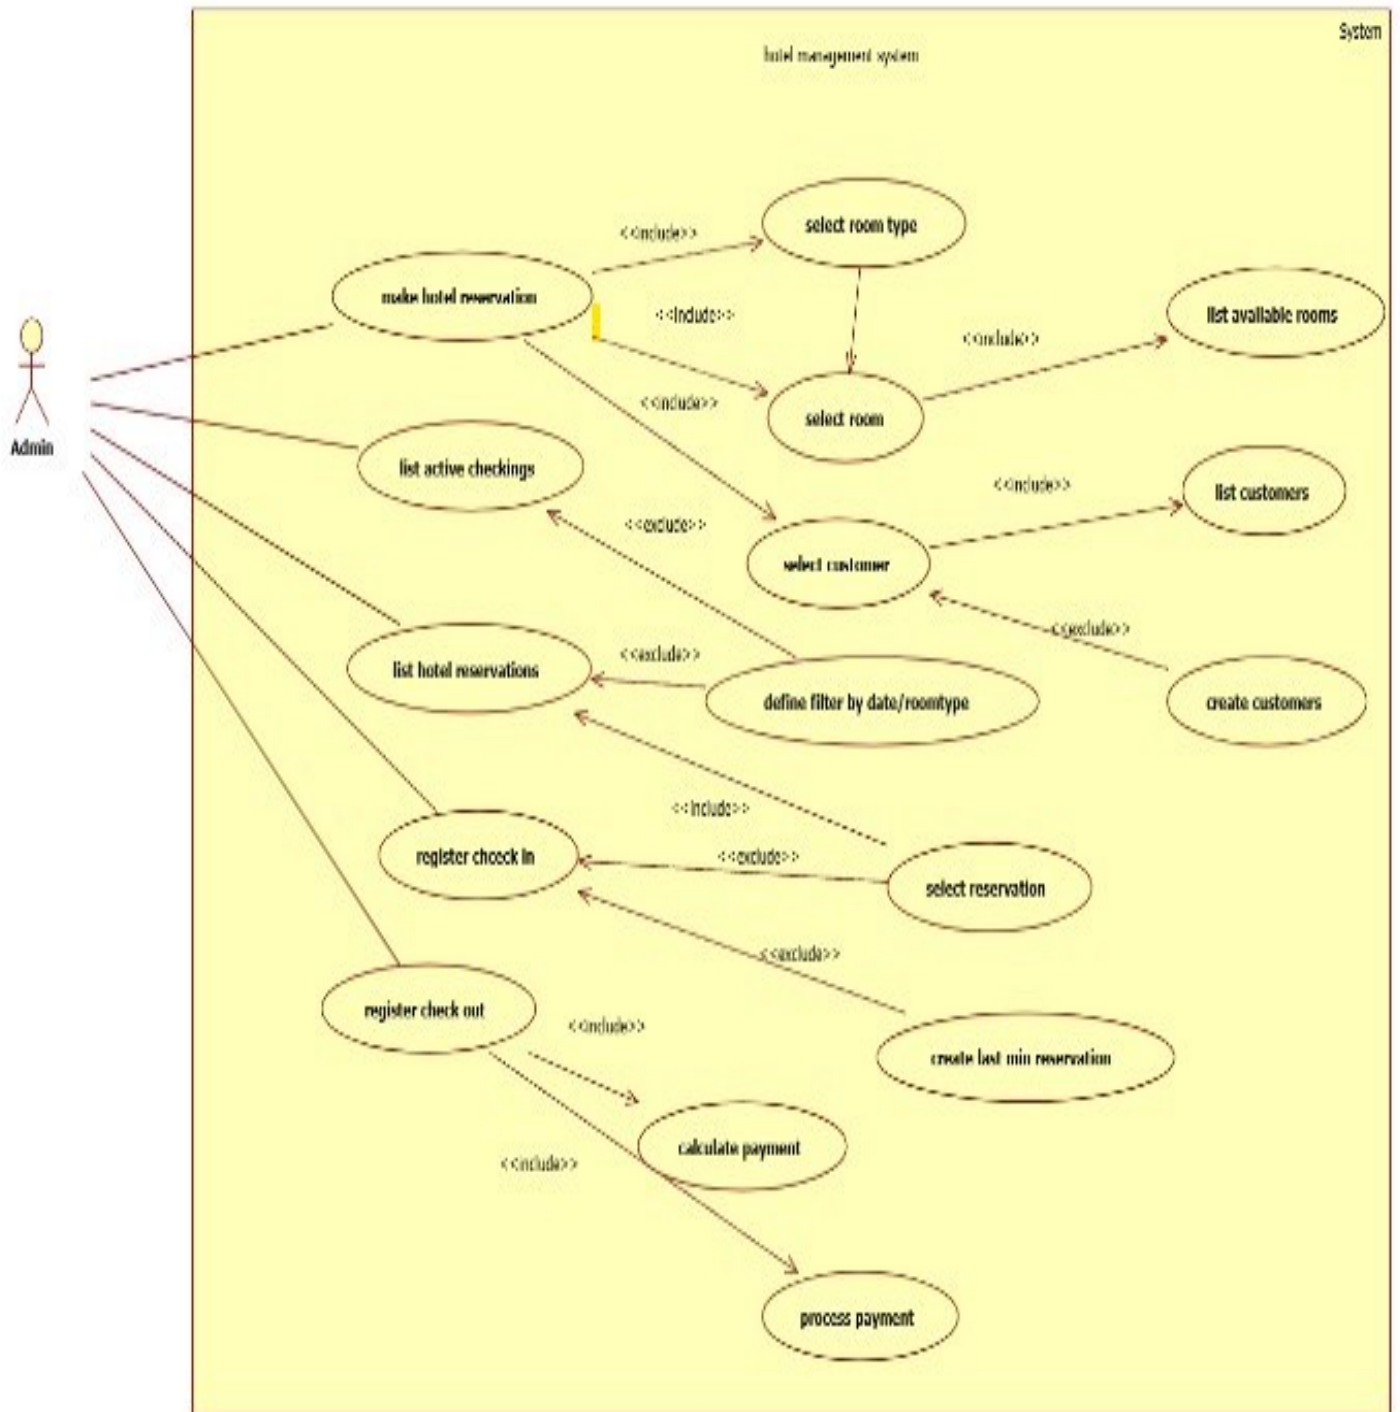 System
hotel management system
select room type
<<include>>
make hotel reservation
<<include>>
list available rooms
<<include>>
<<include>>
select room
Admin
list active checkings
<<include>>
list customers
<<exclude>>
select customer
<<exclude>>
<<exclude>>
list hotel reservations
define filter by date/roomtype
create customers
<<include>>
register chceck in
<<exclude>>
select reservation
<<exclude>>
register check out
<<include>>
create last min reservation
calculate payment
<<include>>
process payment